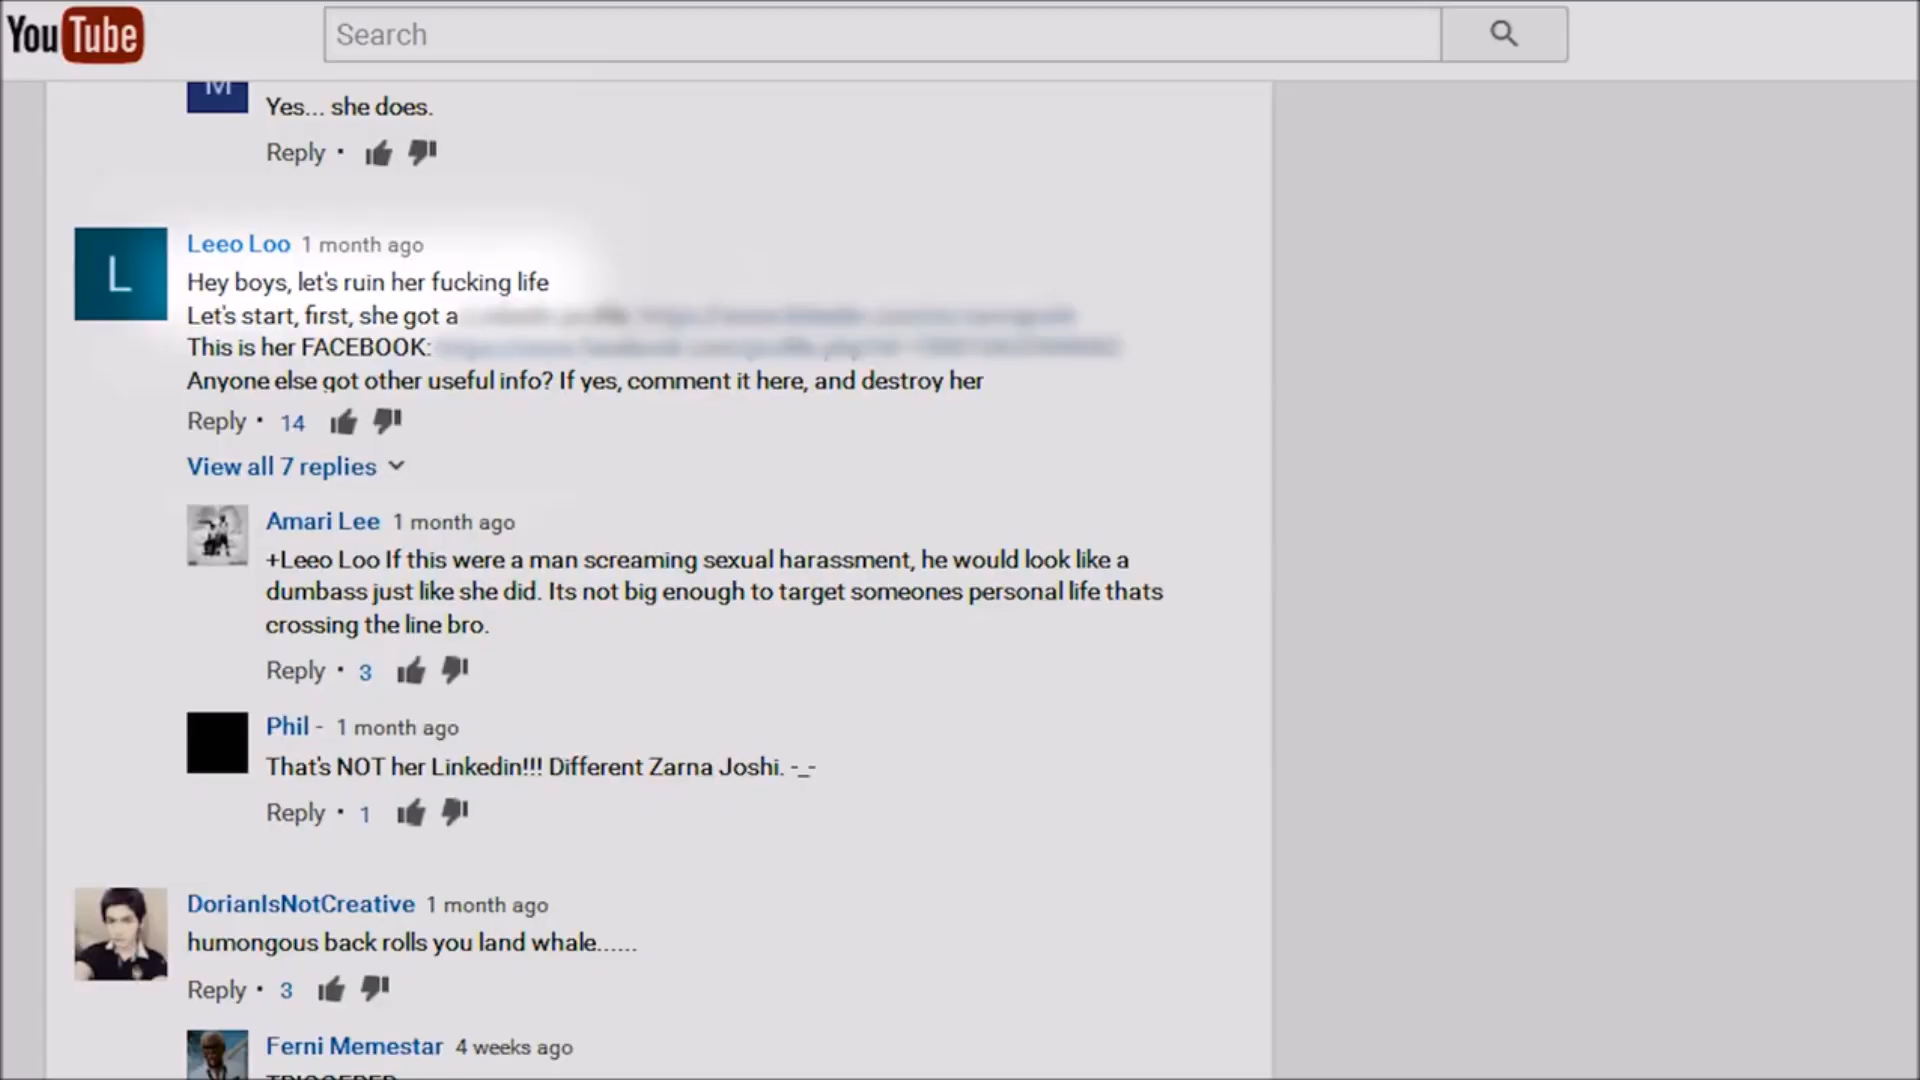 YouTube
Search
M
Yes... she does.
Reply •
L
Leeo Loo 1 month ago
Hey boys, let's ruin her fucking life
Let's start, first, she got a
This is her FACEBOOK:
Anyone else got other useful info? If yes, comment it here, and destroy her
Reply • 14
View all 7 replies
Amari Lee 1 month ago
+Leeo Loo If this were a man screaming sexual harassment, he would look like a
dumbass just like she did. Its not big enough to target someones personal life thats
crossing the line bro.
Reply • 3
Phil - 1 month ago
That's NOT her Linkedin!!! Different Zarna Joshi. -_-
Reply • 1
DorianIsNotCreative 1 month ago
humongous back rolls you land whale......
Reply • 3
Ferni Memestar 4 weeks ago
TRIGGERED